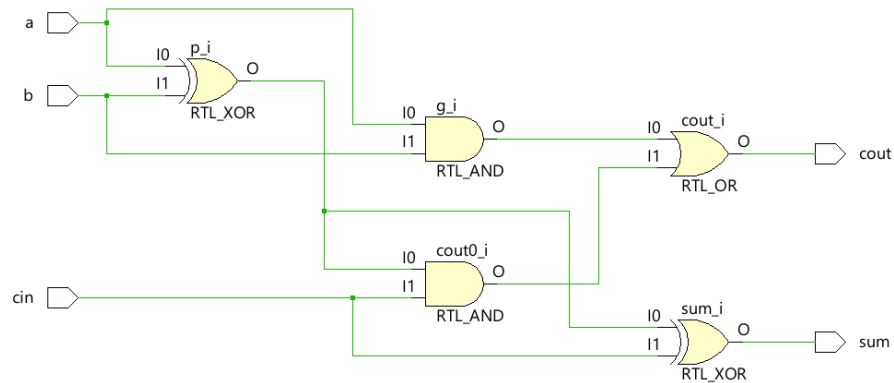 a
p_i
I0
O
b
I1
RTL_XOR
g_i
I0
O
I1
RTL_AND
cout_i
I0
O
cout
I1
RTL_OR
cout0_i
I0
O
cin
I1
RTL_AND
sum_i
I0
O
sum
I1
RTL_XOR